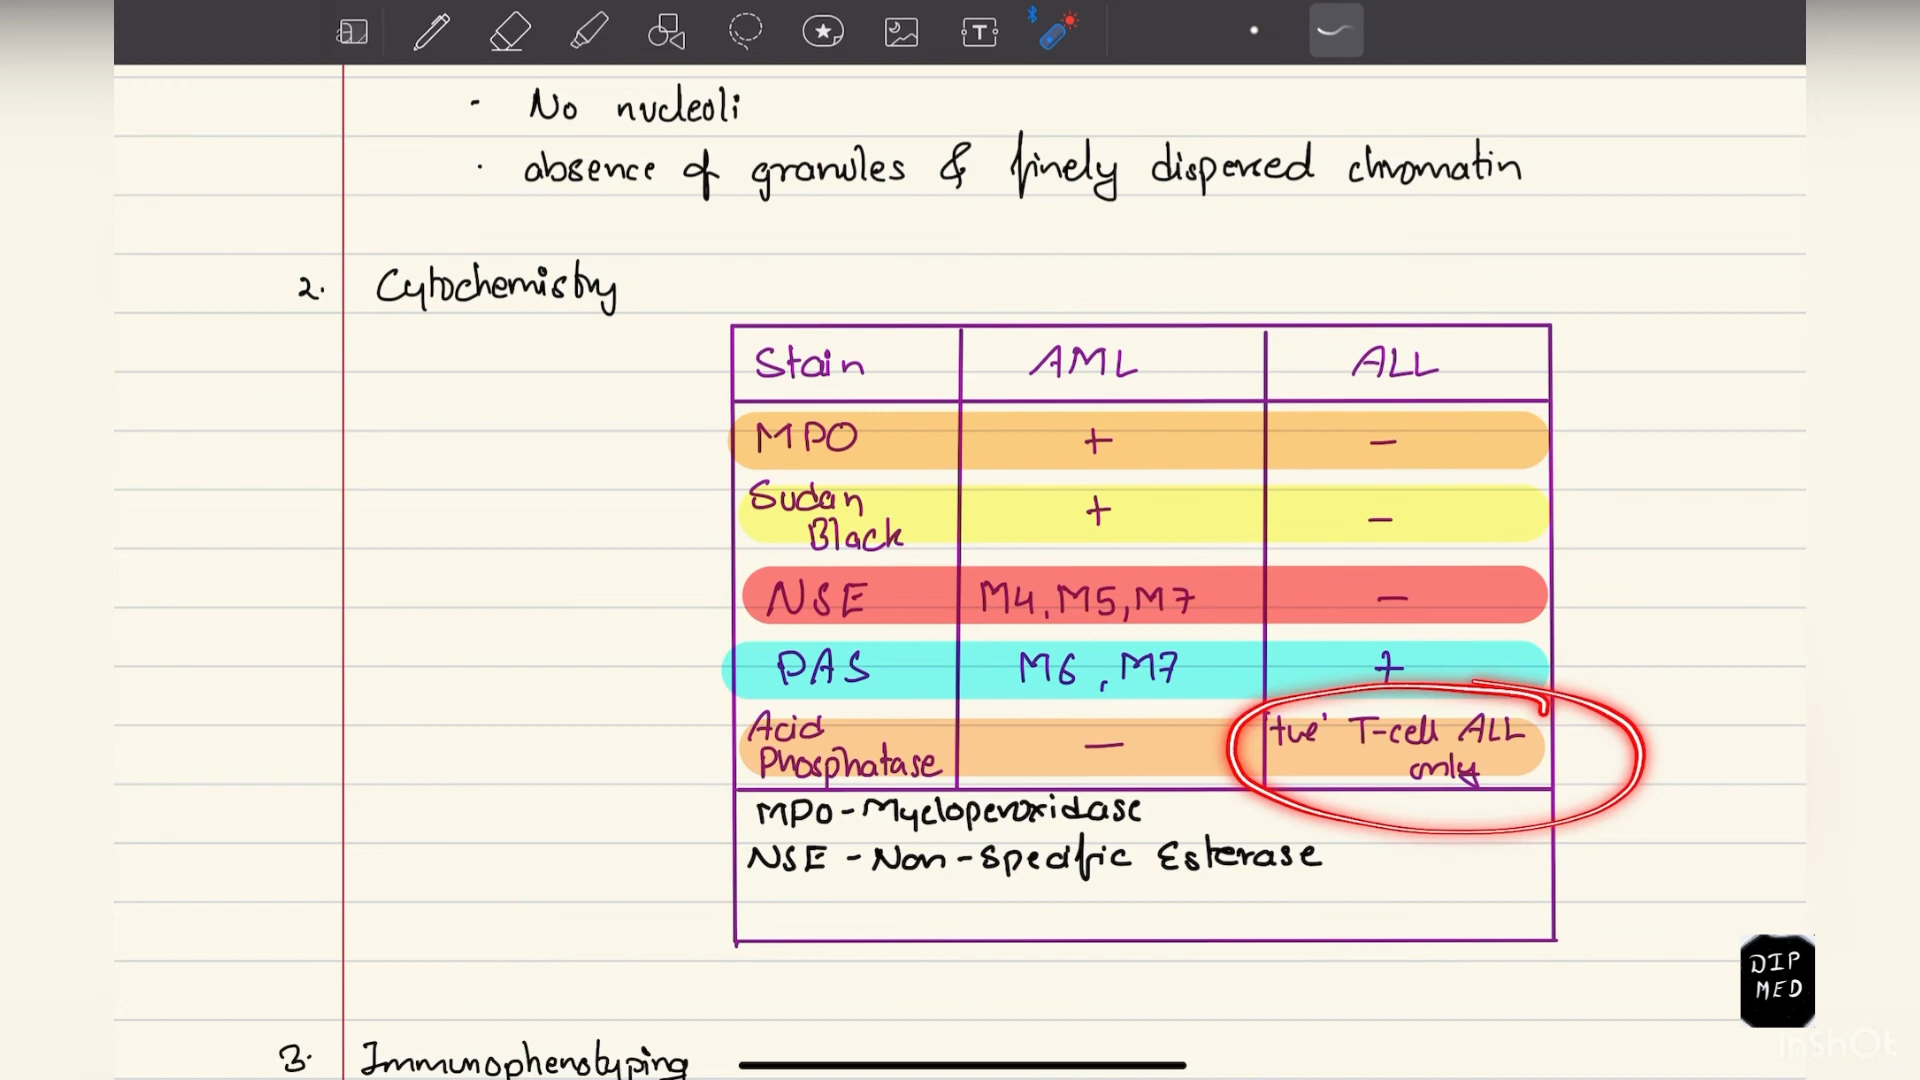 - No nucleoli
· absence of granules & finely dispersed chromatin
2. Cytochemistry
Stain AML ALL
MPO + -
Sudan Black + -
NSE M4, M5, M7 -
PAS M6, M7 +
Acid Phosphatase - '+ve' T-cell ALL only
MPO - Myeloperoxidase
NSE - Non-Specific Esterase
DIP
MED
3. Immunophenotyping
InShOt